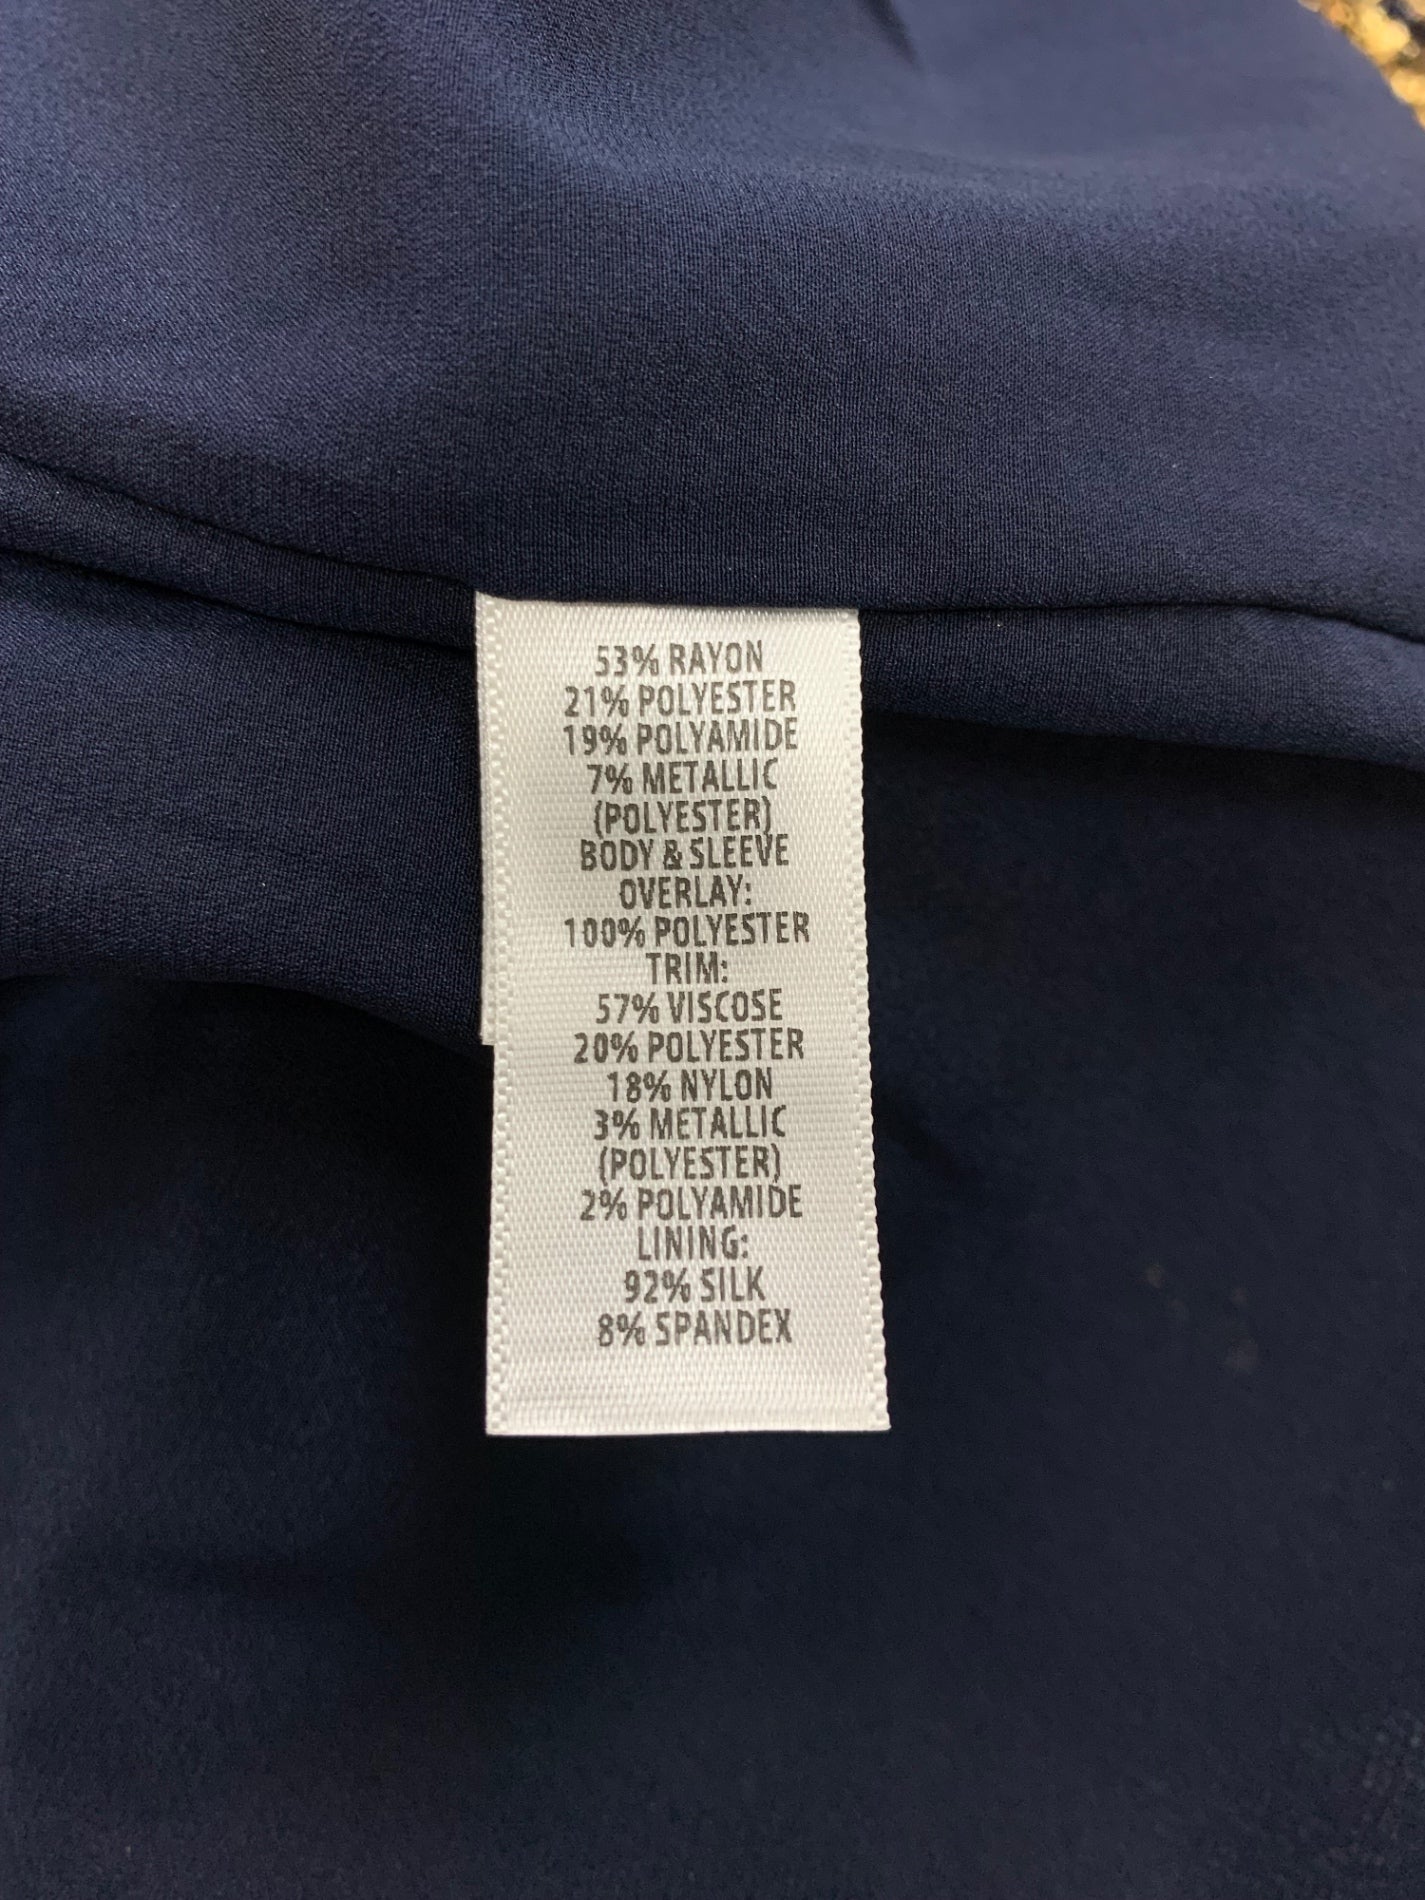 53% RAYON
21% POLYESTER
19% POLYAMIDE
7% METALLIC
(POLYESTER)
BODY & SLEEVE
OVERLAY:
100% POLYESTER
TRIM:
57% VISCOSE
20% POLYESTER
18% NYLON
3% METALLIC
(POLYESTER)
2% POLYAMIDE
LINING:
92% SILK
8% SPANDEX